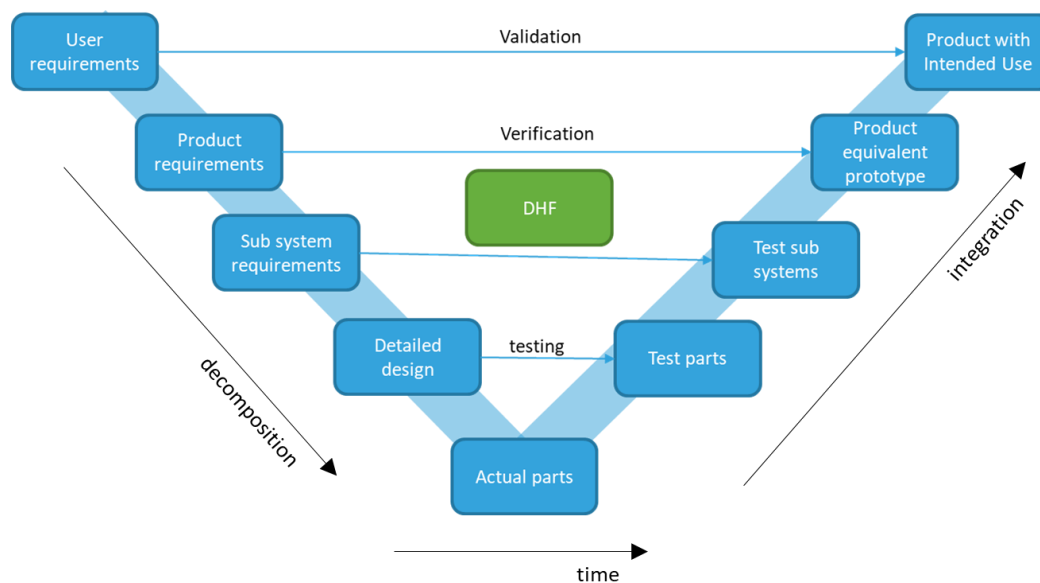 User
requirements
Validation
Product with
Intended Use
Product
requirements
Verification
Product
equivalent
prototype
DHF
Sub system
requirements
Test sub
systems
integration
Detailed
design
testing
Test parts
decomposition
Actual parts
time